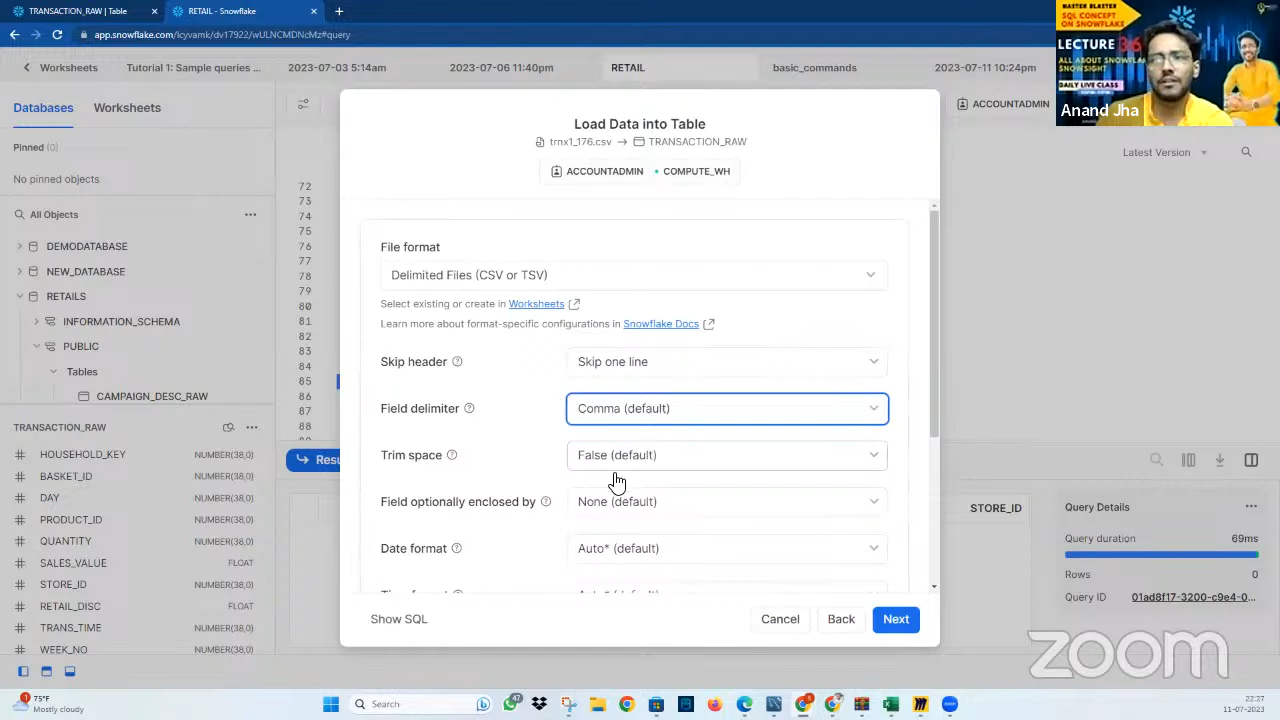 TRANSACTION_RAW | Table
RETAIL - Snowflake
app.snowflake.com/lcyvamk/dv17922/wULNCMDNcMz#query
Worksheets
Tutorial 1: Sample queries ...
2023-07-03 5:14am
2023-07-06 11:40pm
RETAIL
basic_commands
2023-07-11 10:24pm
MASTER BLASTER
SQL CONCEPT
ON SNOWFLAKE
LECTURE 36
DAILY LIVE CLASS
Anand Jha
Databases
Worksheets
ACCOUNTADMIN
Latest Version
Pinned (0)
No pinned objects
All Objects
DEMODATABASE
NEW_DATABASE
RETAILS
INFORMATION_SCHEMA
PUBLIC
Tables
CAMPAIGN_DESC_RAW
72
73
74
75
76
77
78
79
80
81
82
83
84
85
86
87
88
Load Data into Table
trnx1_176.csv → TRANSACTION_RAW
ACCOUNTADMIN • COMPUTE_WH
File format
Delimited Files (CSV or TSV)
Select existing or create in Worksheets
Learn more about format-specific configurations in Snowflake Docs
Skip header
Skip one line
Field delimiter
Comma (default)
Trim space
False (default)
Field optionally enclosed by
None (default)
Date format
Auto* (default)
Show SQL
Cancel
Back
Next
TRANSACTION_RAW
HOUSEHOLD_KEY NUMBER(38,0)
BASKET_ID NUMBER(38,0)
DAY NUMBER(38,0)
PRODUCT_ID NUMBER(38,0)
QUANTITY NUMBER(38,0)
SALES_VALUE FLOAT
STORE_ID NUMBER(38,0)
RETAIL_DISC FLOAT
TRANS_TIME NUMBER(38,0)
WEEK_NO NUMBER(38,0)
STORE_ID
Query Details
Query duration 69ms
Rows 0
Query ID 01ad8f17-3200-c9e4-0...
zoom
75°F
Mostly cloudy
Search
22:27
11-07-2023